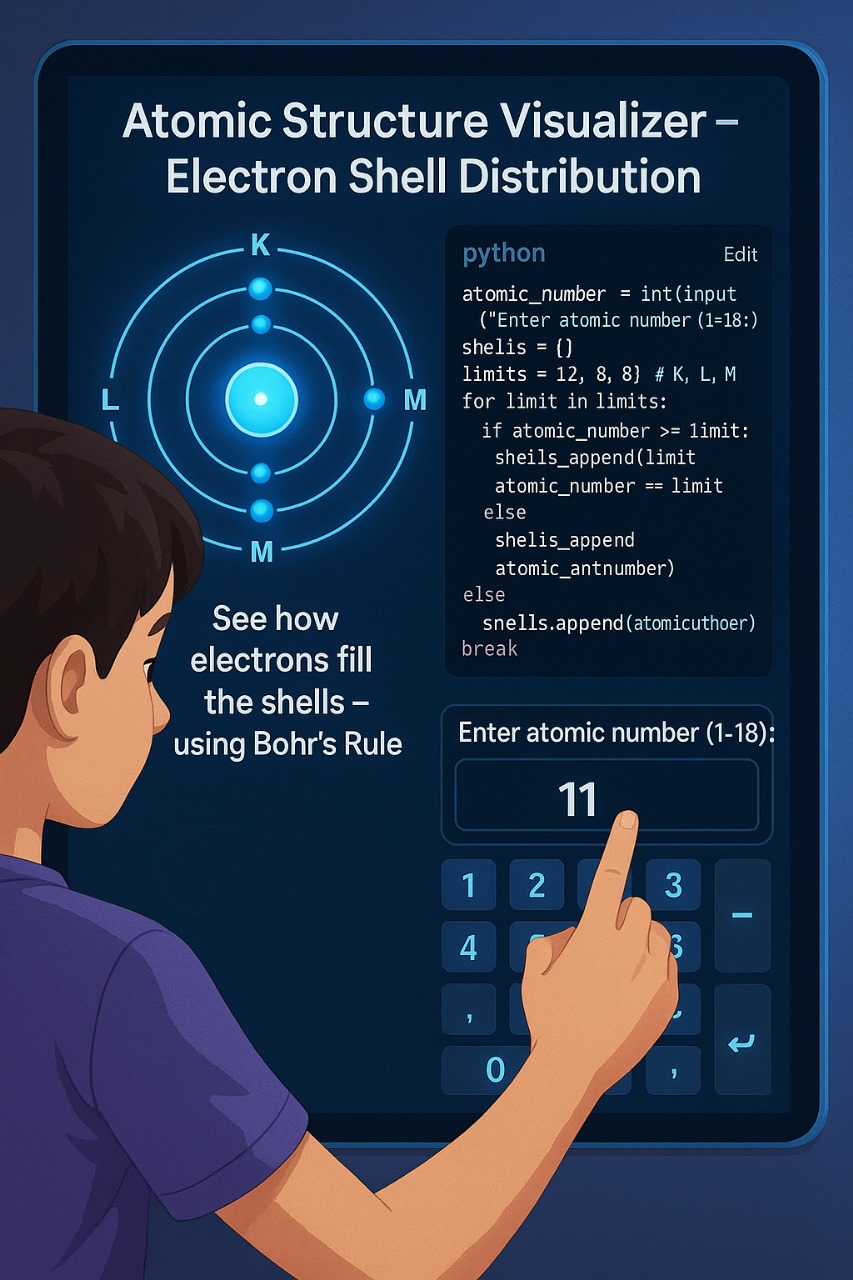 Atomic Structure Visualizer –
Electron Shell Distribution
K
L
M
M
See how
electrons fill
the shells –
using Bohr's Rule
python
Edit
atomic_number = int(input
("Enter atomic number (1=18:)
shelis = {}
limits = 12, 8, 8} # K, L, M
for limit in limits:
if atomic_number >= 1imit:
sheils_append(limit
atomic_number == limit
else
shelis_append
atomic_antnumber)
else
snells.append(atomicuthoer)
break
Enter atomic number (1-18):
11
1 2 3 –
4 6
,
0 ,